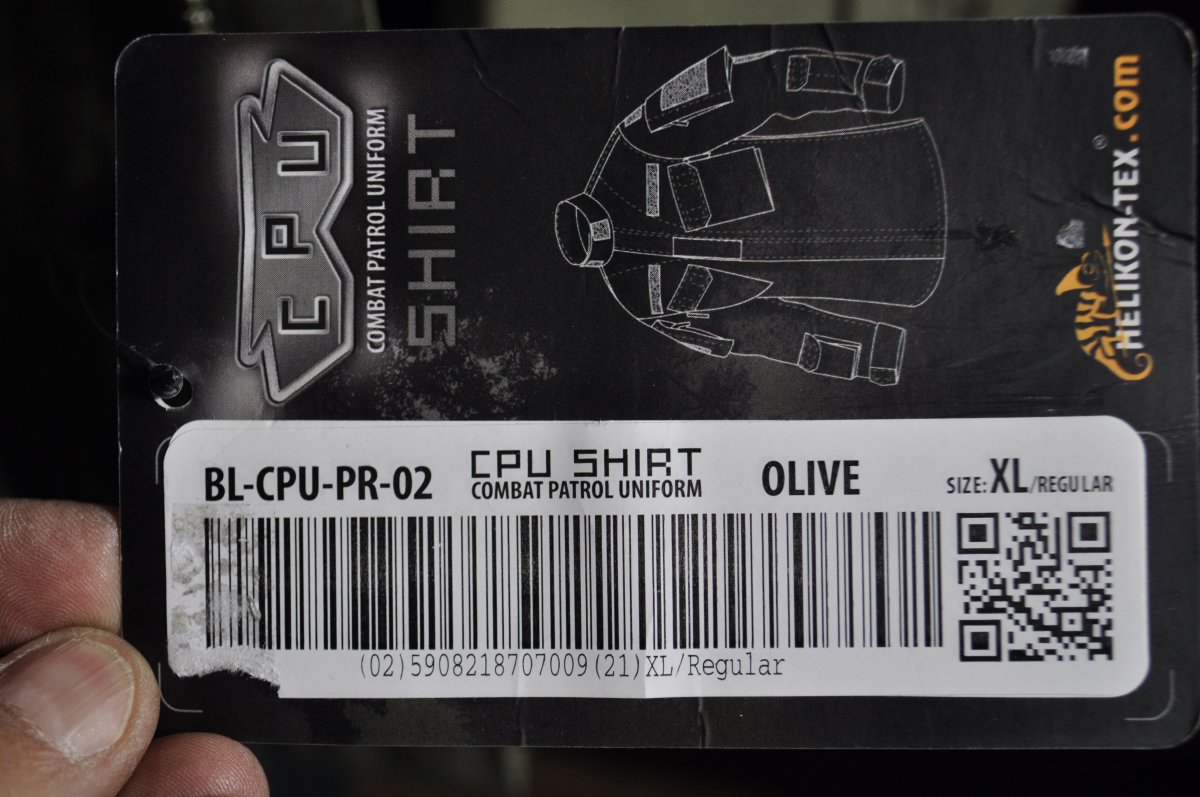 CPU
COMBAT PATROL UNIFORM
SHIRT
HELIKON-TEX®.com
BL-CPU-PR-02
CPU SHIRT
COMBAT PATROL UNIFORM
OLIVE
SIZE: XL/REGULAR
(02)5908218707009(21)XL/Regular